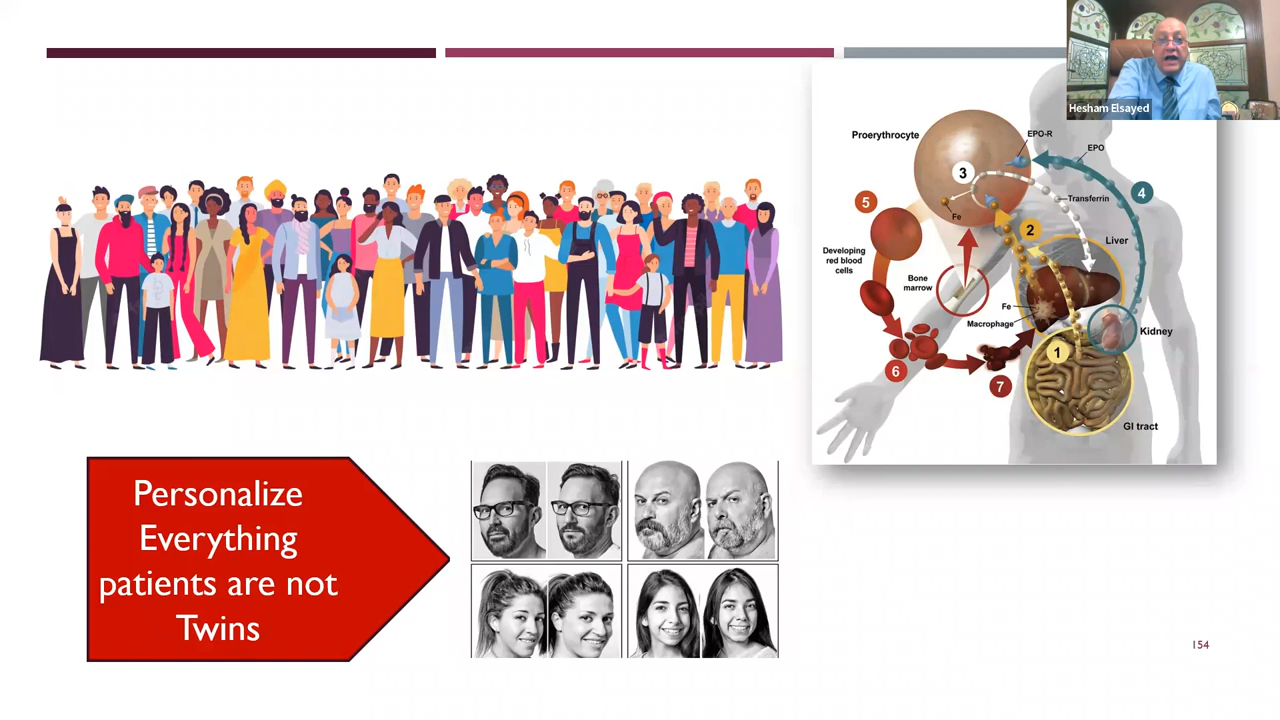 Hesham Elsayed
Proerythrocyte
EPO-R
EPO
3
4
Transferrin
5
Fe
2
Liver
Developing
red blood
cells
Bone
marrow
Fe
Macrophage
Kidney
1
6
7
GI tract
Personalize
Everything
patients are not
Twins
154